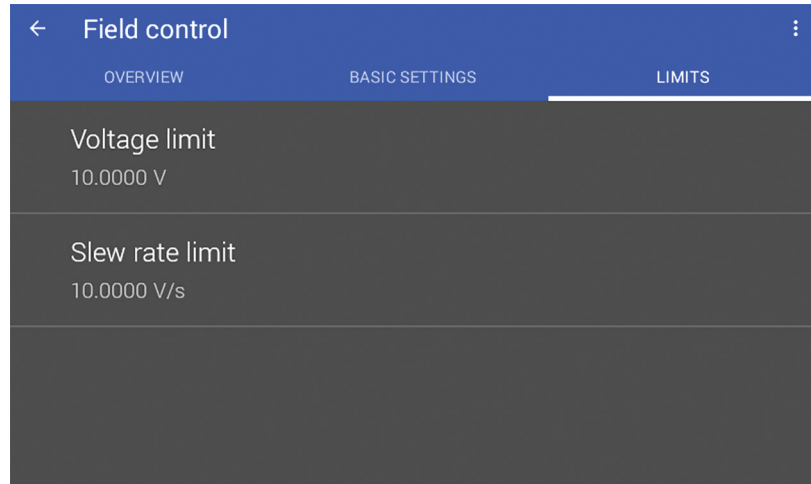 Field control
OVERVIEW BASIC SETTINGS LIMITS
Voltage limit
10.0000 V
Slew rate limit
10.0000 V/s